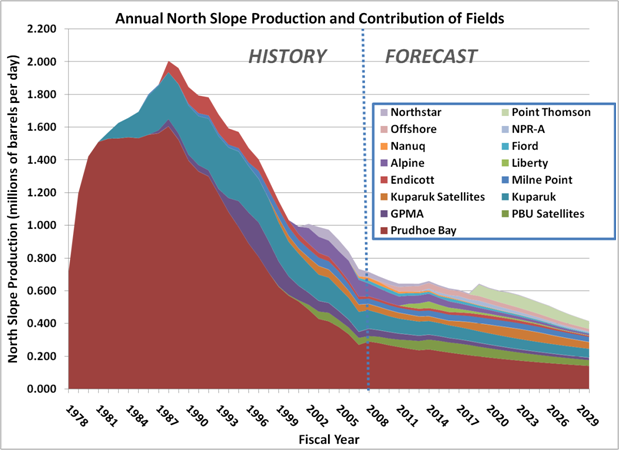 Annual North Slope Production and Contribution of Fields
HISTORY FORECAST
North Slope Production (millions of barrels per day)
2.200
2.000
1.800
1.600
1.400
1.200
1.000
0.800
0.600
0.400
0.200
0.000
Northstar Point Thomson
Offshore NPR-A
Nanuq Fiord
Alpine Liberty
Endicott Milne Point
Kuparuk Satellites Kuparuk
GPMA PBU Satellites
Prudhoe Bay
1978 1981 1984 1987 1990 1993 1996 1999 2002 2005 2008 2011 2014 2017 2020 2023 2026 2029
Fiscal Year